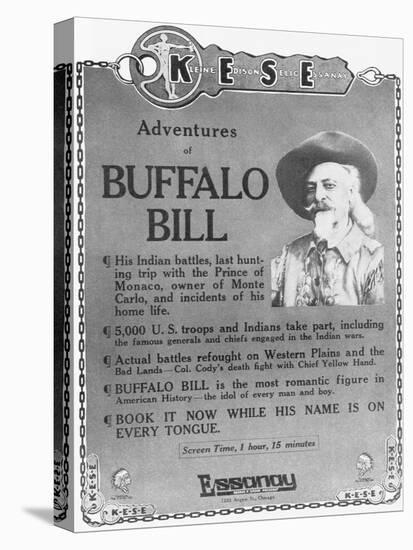 KLEINE EDISON SELIG ESSANAY
Adventures
of
BUFFALO
BILL
¶ His Indian battles, last hunt-
ing trip with the Prince of
Monaco, owner of Monte
Carlo, and incidents of his
home life.
¶ 5,000 U. S. troops and Indians take part, including
the famous generals and chiefs engaged in the Indian wars.
¶ Actual battles refought on Western Plains and the
Bad Lands—Col. Cody's death fight with Chief Yellow Hand.
¶ BUFFALO BILL is the most romantic figure in
American History—the idol of every man and boy.
¶ BOOK IT NOW WHILE HIS NAME IS ON
EVERY TONGUE.
Screen Time, 1 hour, 15 minutes
Essanay
Chicago
K-E-S-E
K-E-S-E
K-E-S-E
K-E-S-E
K-E-S-E